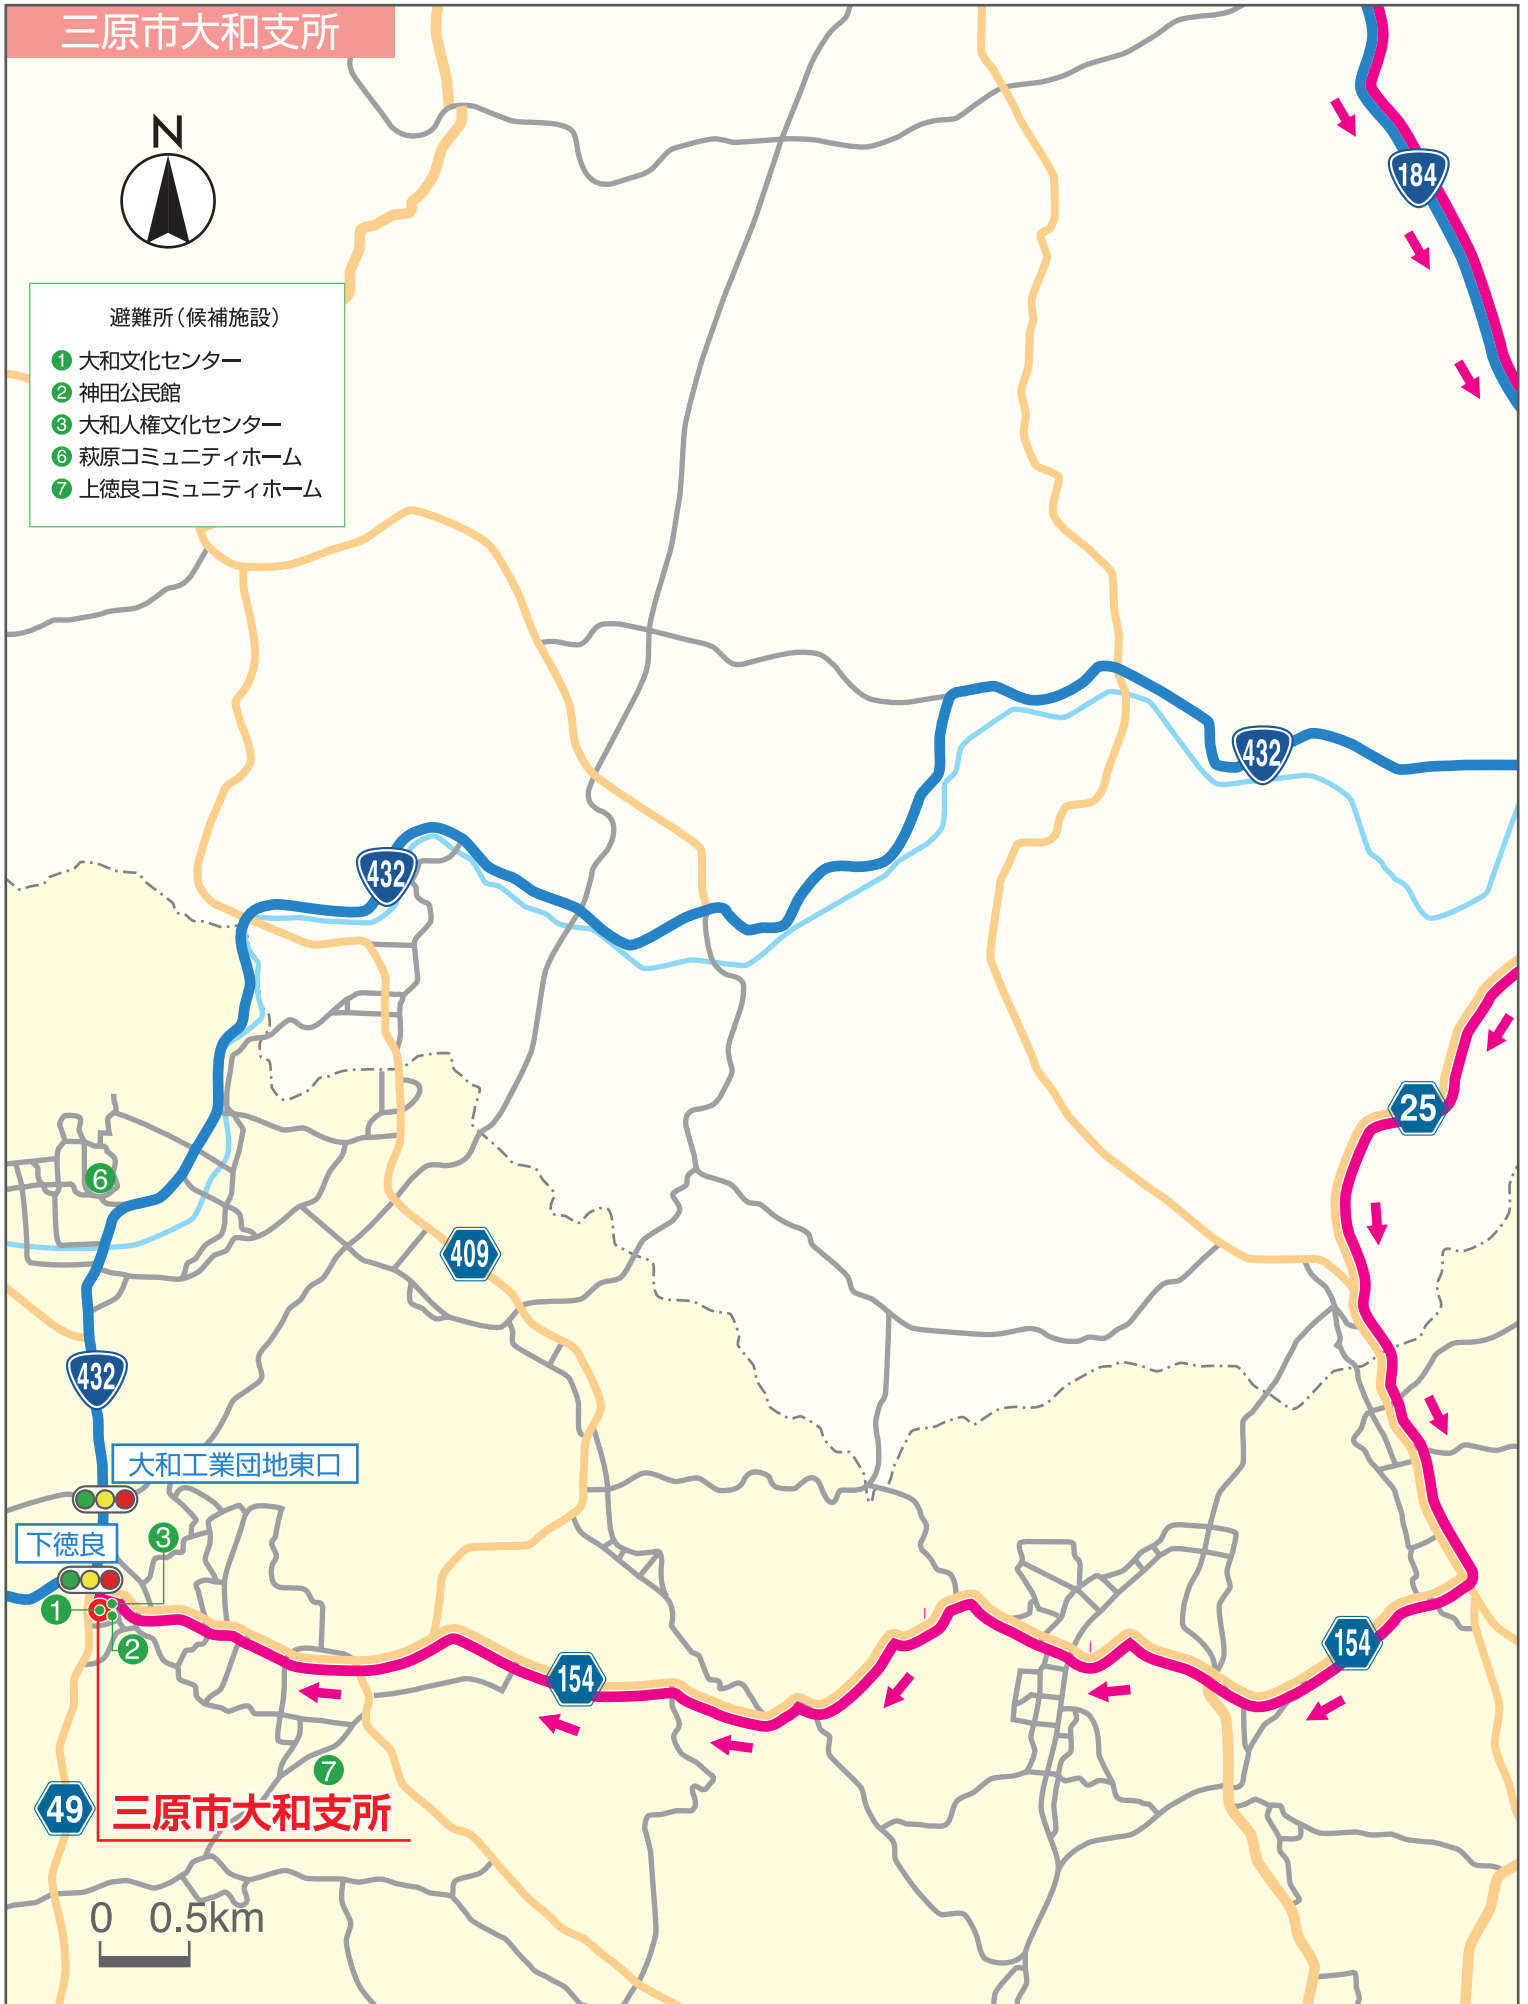 三原市大和支所
N
184
避難所(候補施設)
1 大和文化センター
2 神田公民館
3 大和人権文化センター
6 萩原コミュニティホーム
7 上徳良コミュニティホーム
432
432
25
6
409
432
大和工業団地東口
下徳良
3
1
2
154
154
7
49
三原市大和支所
0 0.5km